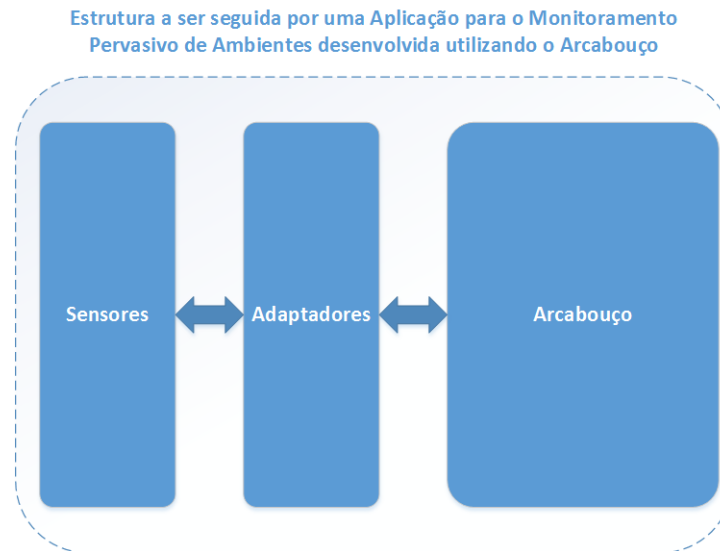 Estrutura a ser seguida por uma Aplicação para o Monitoramento
Pervasivo de Ambientes desenvolvida utilizando o Arcabouço
Sensores
Adaptadores
Arcabouço